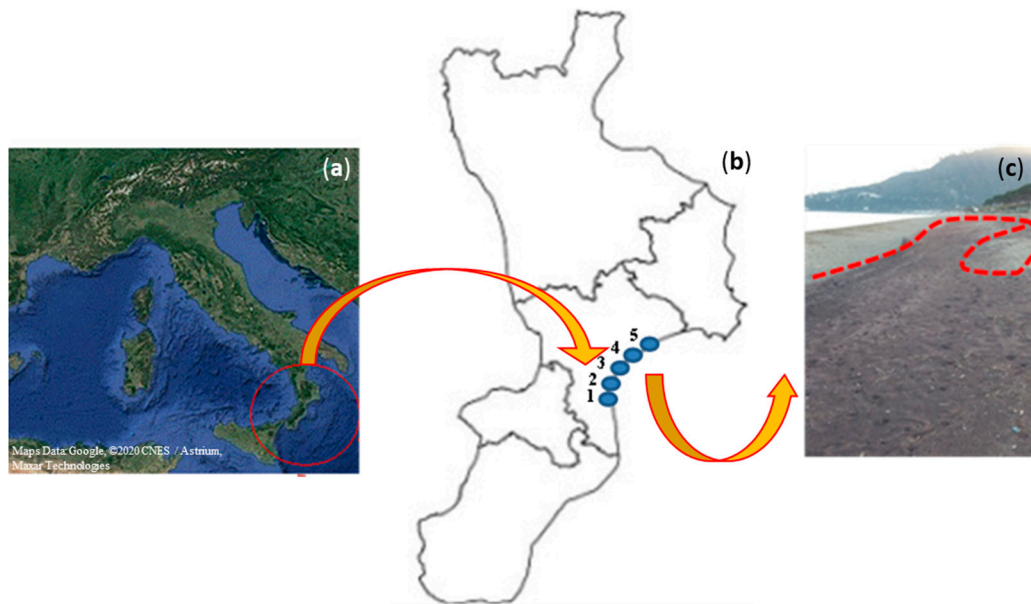 (a)
Maps Data: Google, ©2020 CNES / Astrium,
Maxar Technologies
(b)
5
4
3
2
1
(c)